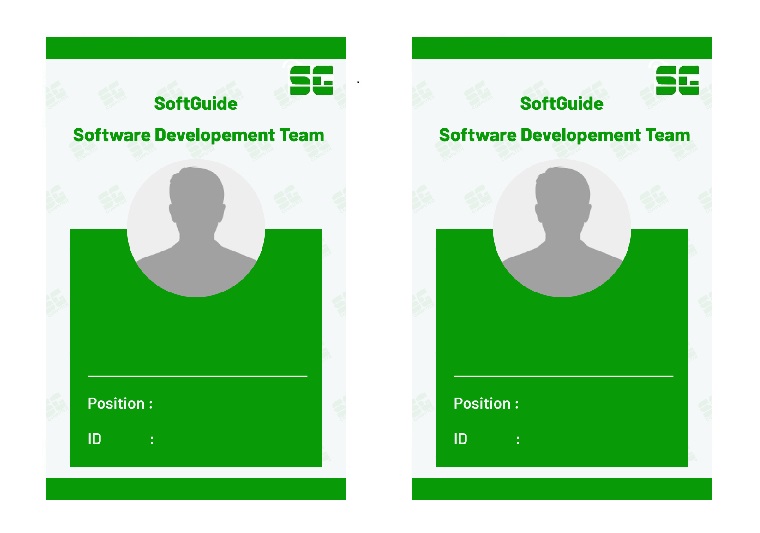 SG
SoftGuide
Software Developement Team
Position :
ID :
SG
SoftGuide
Software Developement Team
Position :
ID :